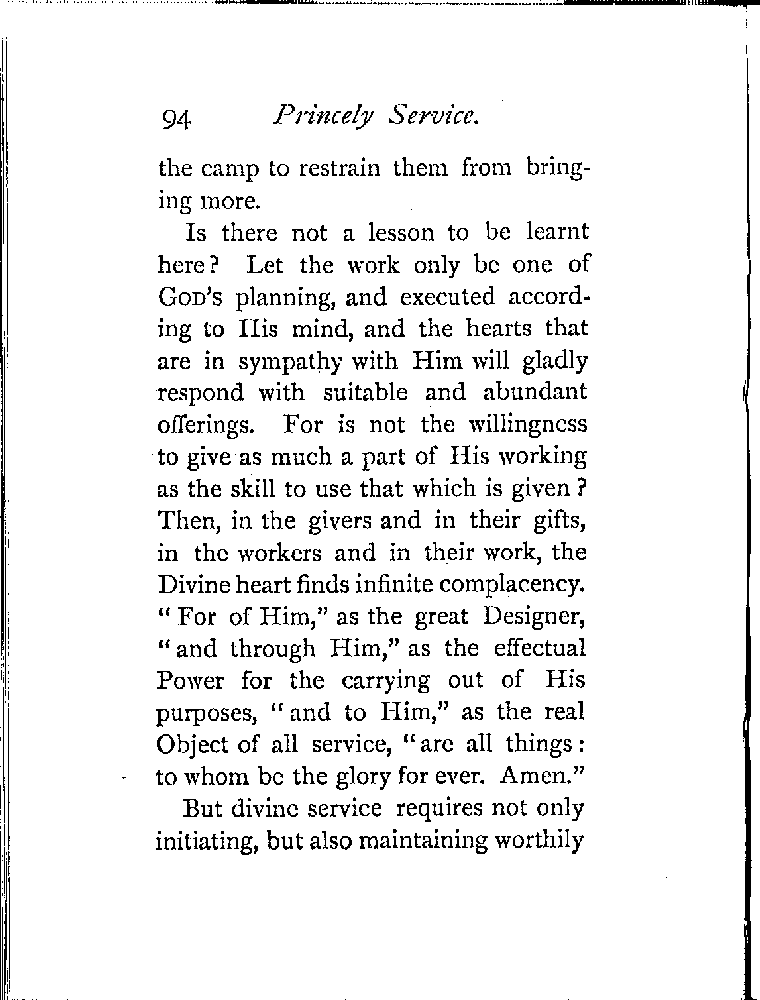 94 Princely Service.
the camp to restrain them from bring-
ing more.
Is there not a lesson to be learnt
here? Let the work only be one of
GOD'S planning, and executed accord-
ing to His mind, and the hearts that
are in sympathy with Him will gladly
respond with suitable and abundant
offerings. For is not the willingness
to give as much a part of His working
as the skill to use that which is given?
Then, in the givers and in their gifts,
in the workers and in their work, the
Divine heart finds infinite complacency.
“For of Him,” as the great Designer,
“and through Him,” as the effectual
Power for the carrying out of His
purposes, “and to Him,” as the real
Object of all service, “are all things:
to whom be the glory for ever. Amen.”
But divine service requires not only
initiating, but also maintaining worthily